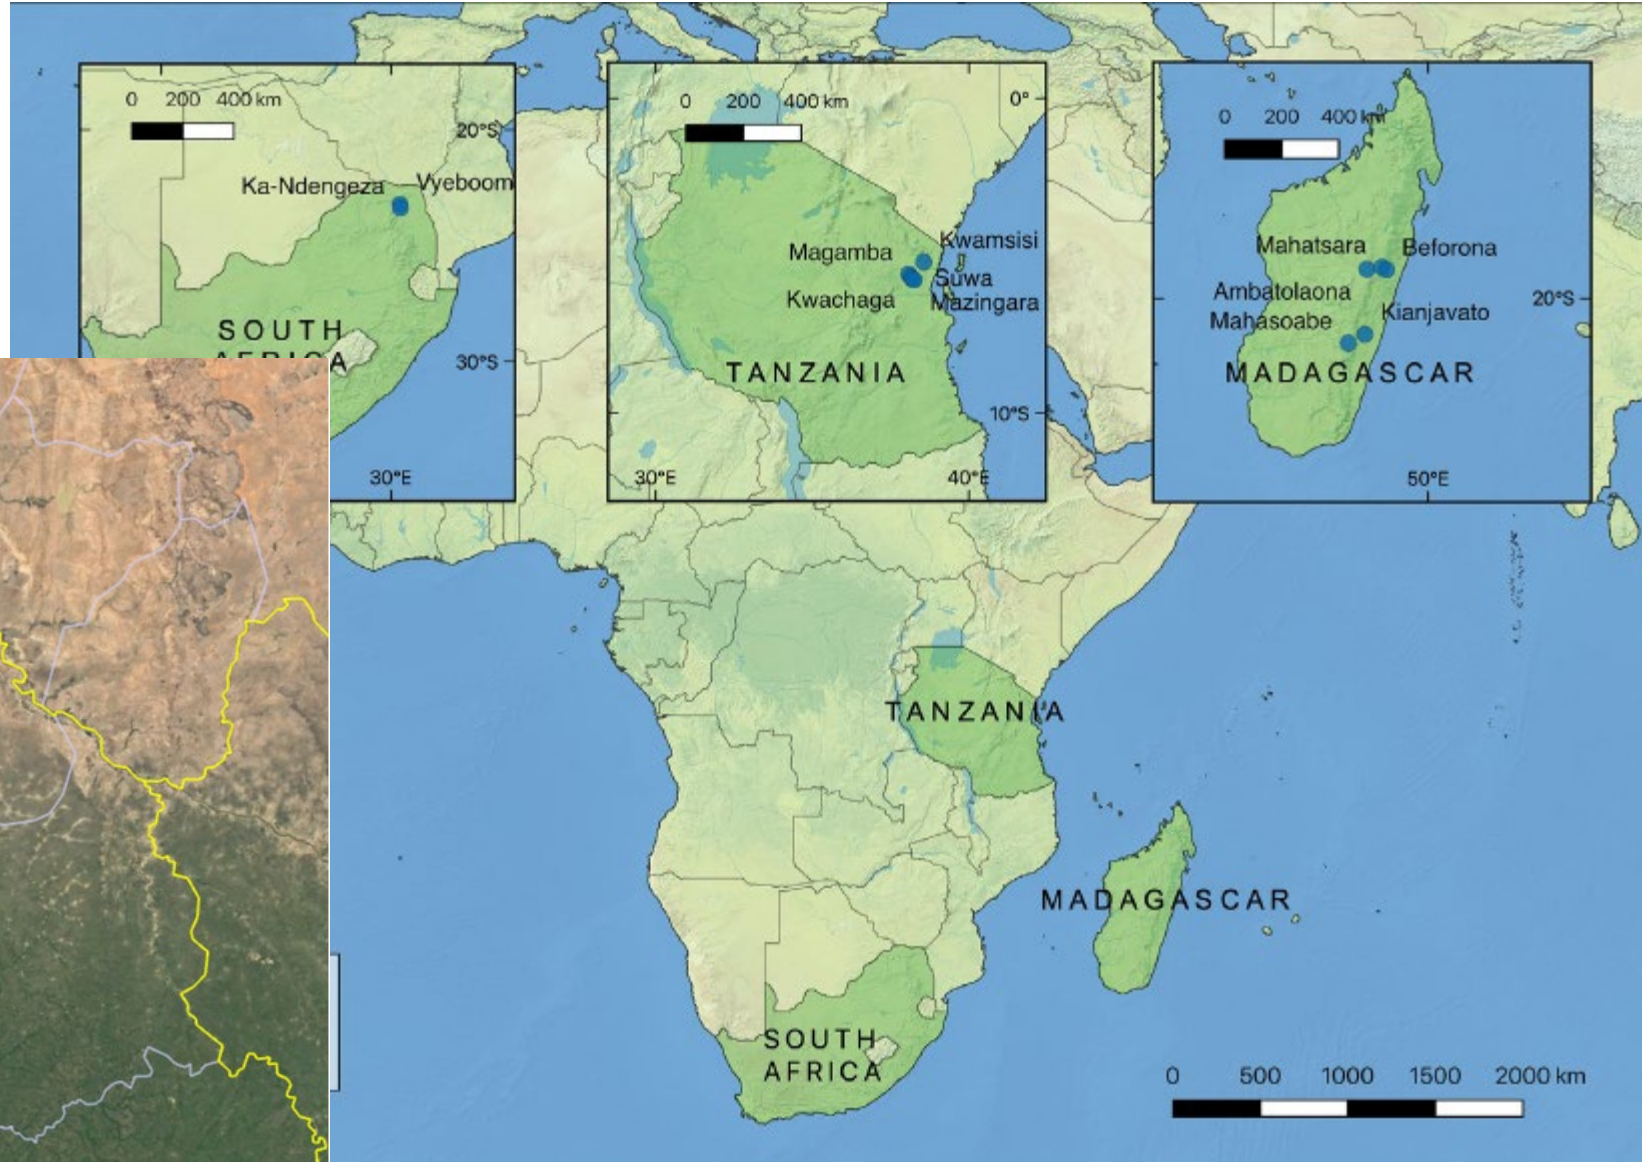 0 200 400 km
20°S
Ka-Ndengeza
Vyeboom
SOUTH
AFRICA
30°S
30°E
0 200 400 km
0°
Magamba
Kwamsisi
Suwa
Kwachaga
Mazingara
TANZANIA
10°S
30°E
40°E
0 200 400 km
Mahatsara
Beforona
Ambatolaona
20°S
Mahasoabe
Kianjavato
MADAGASCAR
50°E
TANZANIA
MADAGASCAR
SOUTH
AFRICA
0 500 1000 1500 2000 km